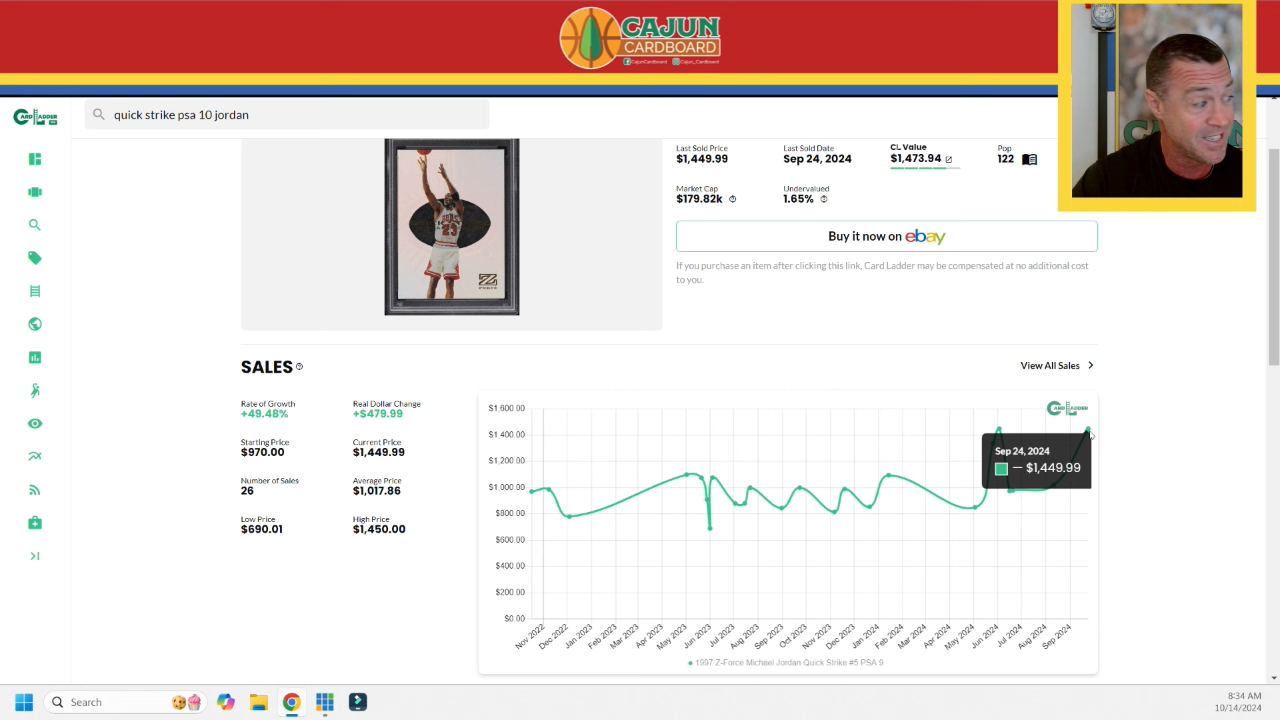 CAJUN
CARDBOARD
CajunCardboard Cajun_Cardboard
CARD LADDER
quick strike psa 10 jordan
Last Sold Price
$1,449.99
Last Sold Date
Sep 24, 2024
CL Value
$1,473.94
Pop
122
Market Cap
$179.82k
Undervalued
1.65%
Buy it now on ebay
If you purchase an item after clicking this link, Card Ladder may be compensated at no additional cost
to you.
23
Z
SALES
View All Sales
Rate of Growth
+49.48%
Real Dollar Change
+$479.99
Starting Price
$970.00
Current Price
$1,449.99
Number of Sales
26
Average Price
$1,017.86
Low Price
$690.01
High Price
$1,450.00
CARD LADDER
$1,600.00
$1,400.00
$1,200.00
$1,000.00
$800.00
$600.00
$400.00
$200.00
$0.00
Sep 24, 2024
— $1,449.99
Nov 2022
Dec 2022
Jan 2023
Feb 2023
Mar 2023
Apr 2023
May 2023
Jun 2023
Jul 2023
Aug 2023
Sep 2023
Oct 2023
Nov 2023
Dec 2023
Jan 2024
Feb 2024
Mar 2024
Apr 2024
May 2024
Jun 2024
Jul 2024
Aug 2024
Sep 2024
1997 Z-Force Michael Jordan Quick Strike #5 PSA 9
Search
8:34 AM
10/14/2024